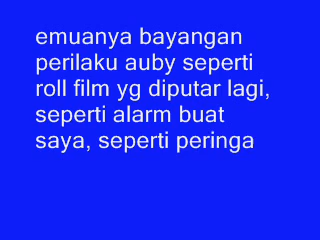 emuanya bayangan
perilaku auby seperti
roll film yg diputar lagi,
seperti alarm buat
saya, seperti peringa